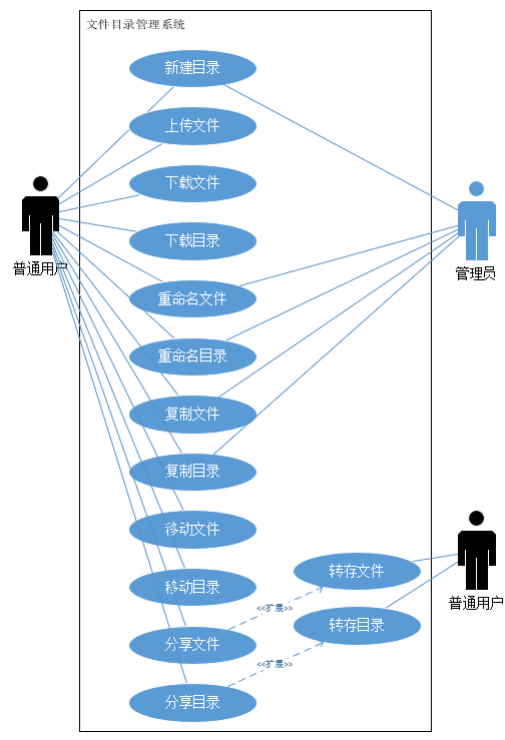 文件目录管理系统
新建目录
上传文件
下载文件
普通用户
下载目录
管理员
重命名文件
重命名目录
复制文件
复制目录
移动文件
转存文件
移动目录
普通用户
<<扩展>>
转存目录
分享文件
<<扩展>>
分享目录